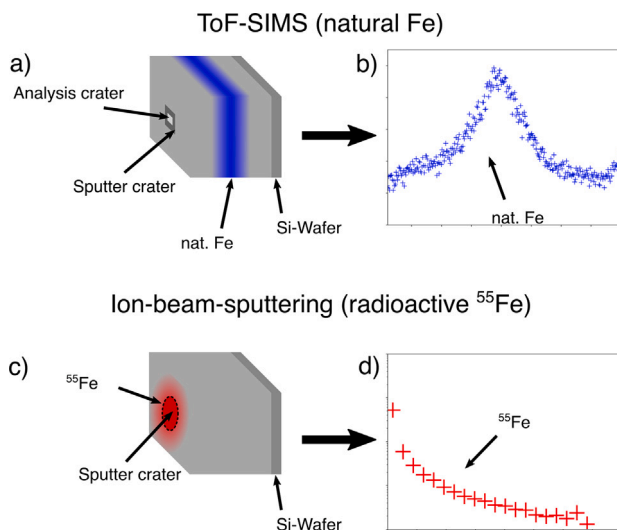 ToF-SIMS (natural Fe)
a)
b)
Analysis crater
Sputter crater
nat. Fe
Si-Wafer
nat. Fe
Ion-beam-sputtering (radioactive ⁵⁵Fe)
c)
d)
⁵⁵Fe
Sputter crater
Si-Wafer
⁵⁵Fe